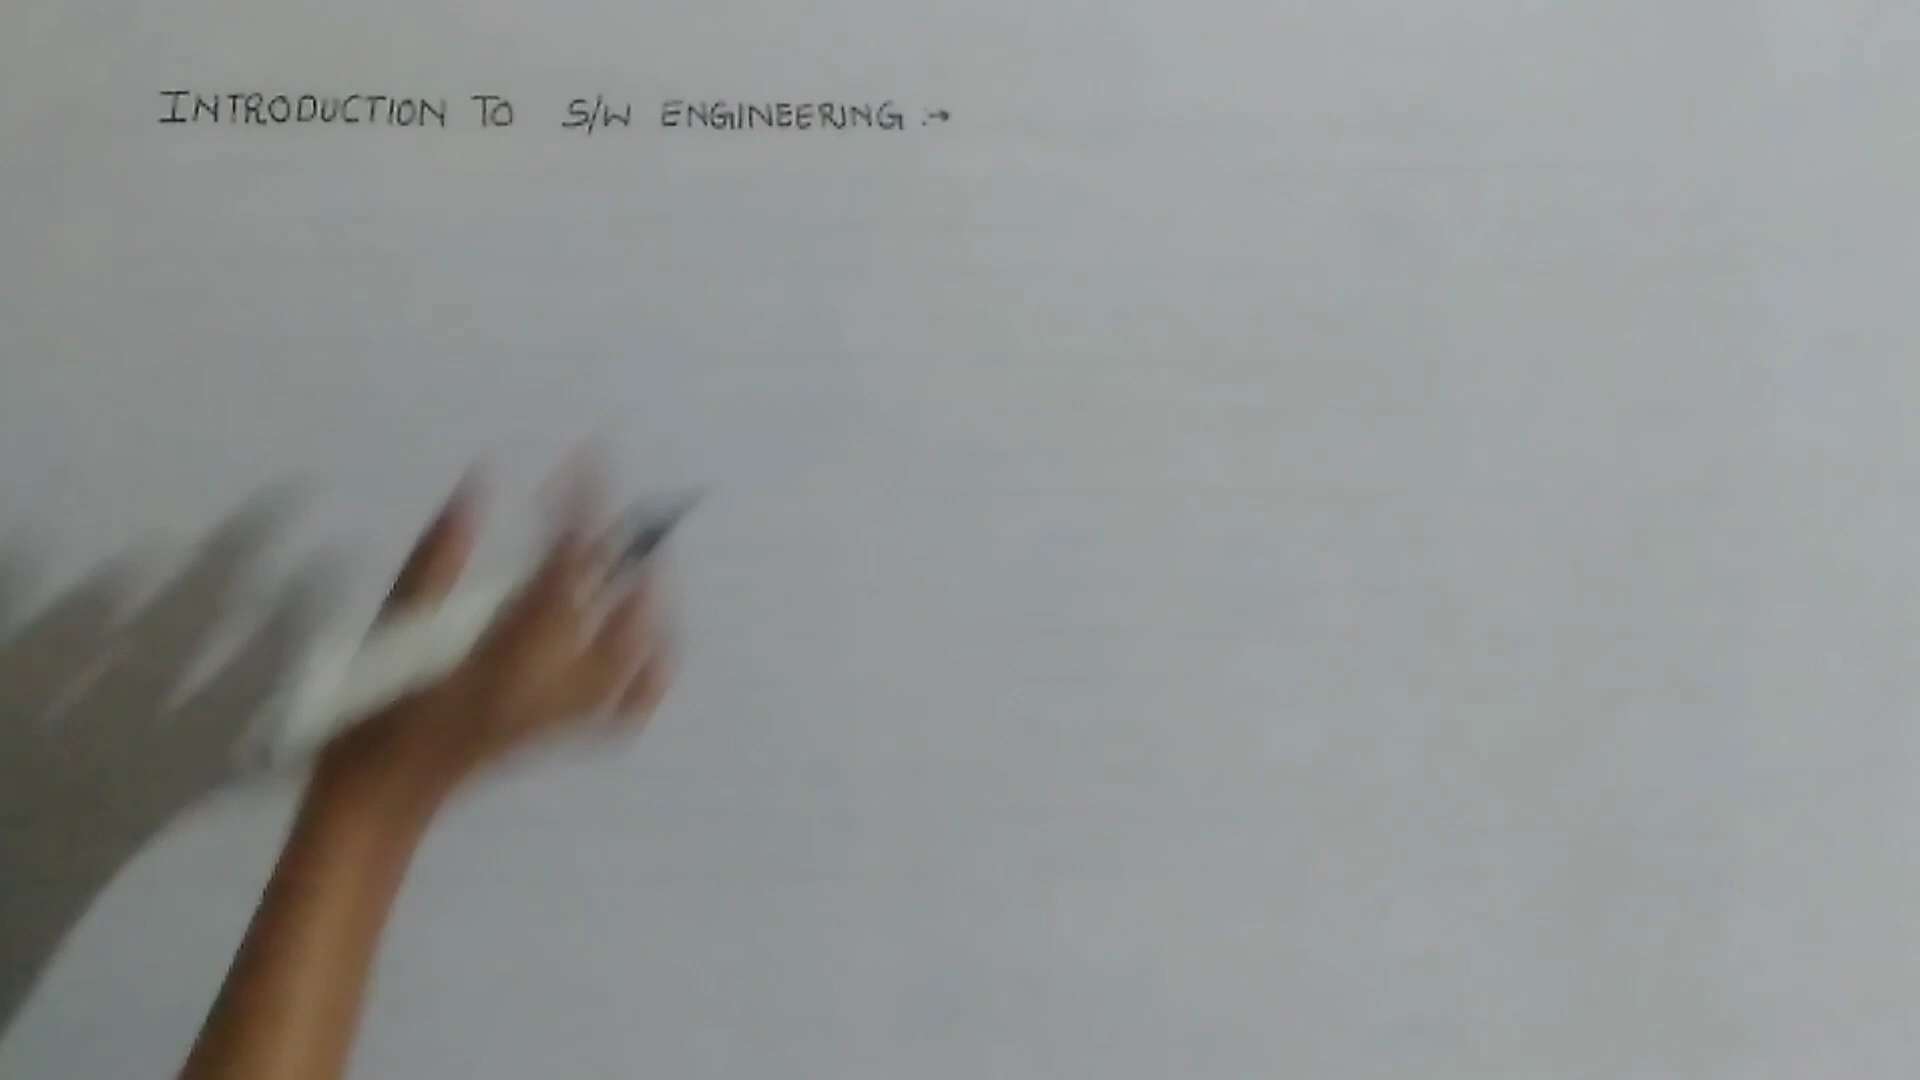 INTRODUCTION TO S/W ENGINEERING :→